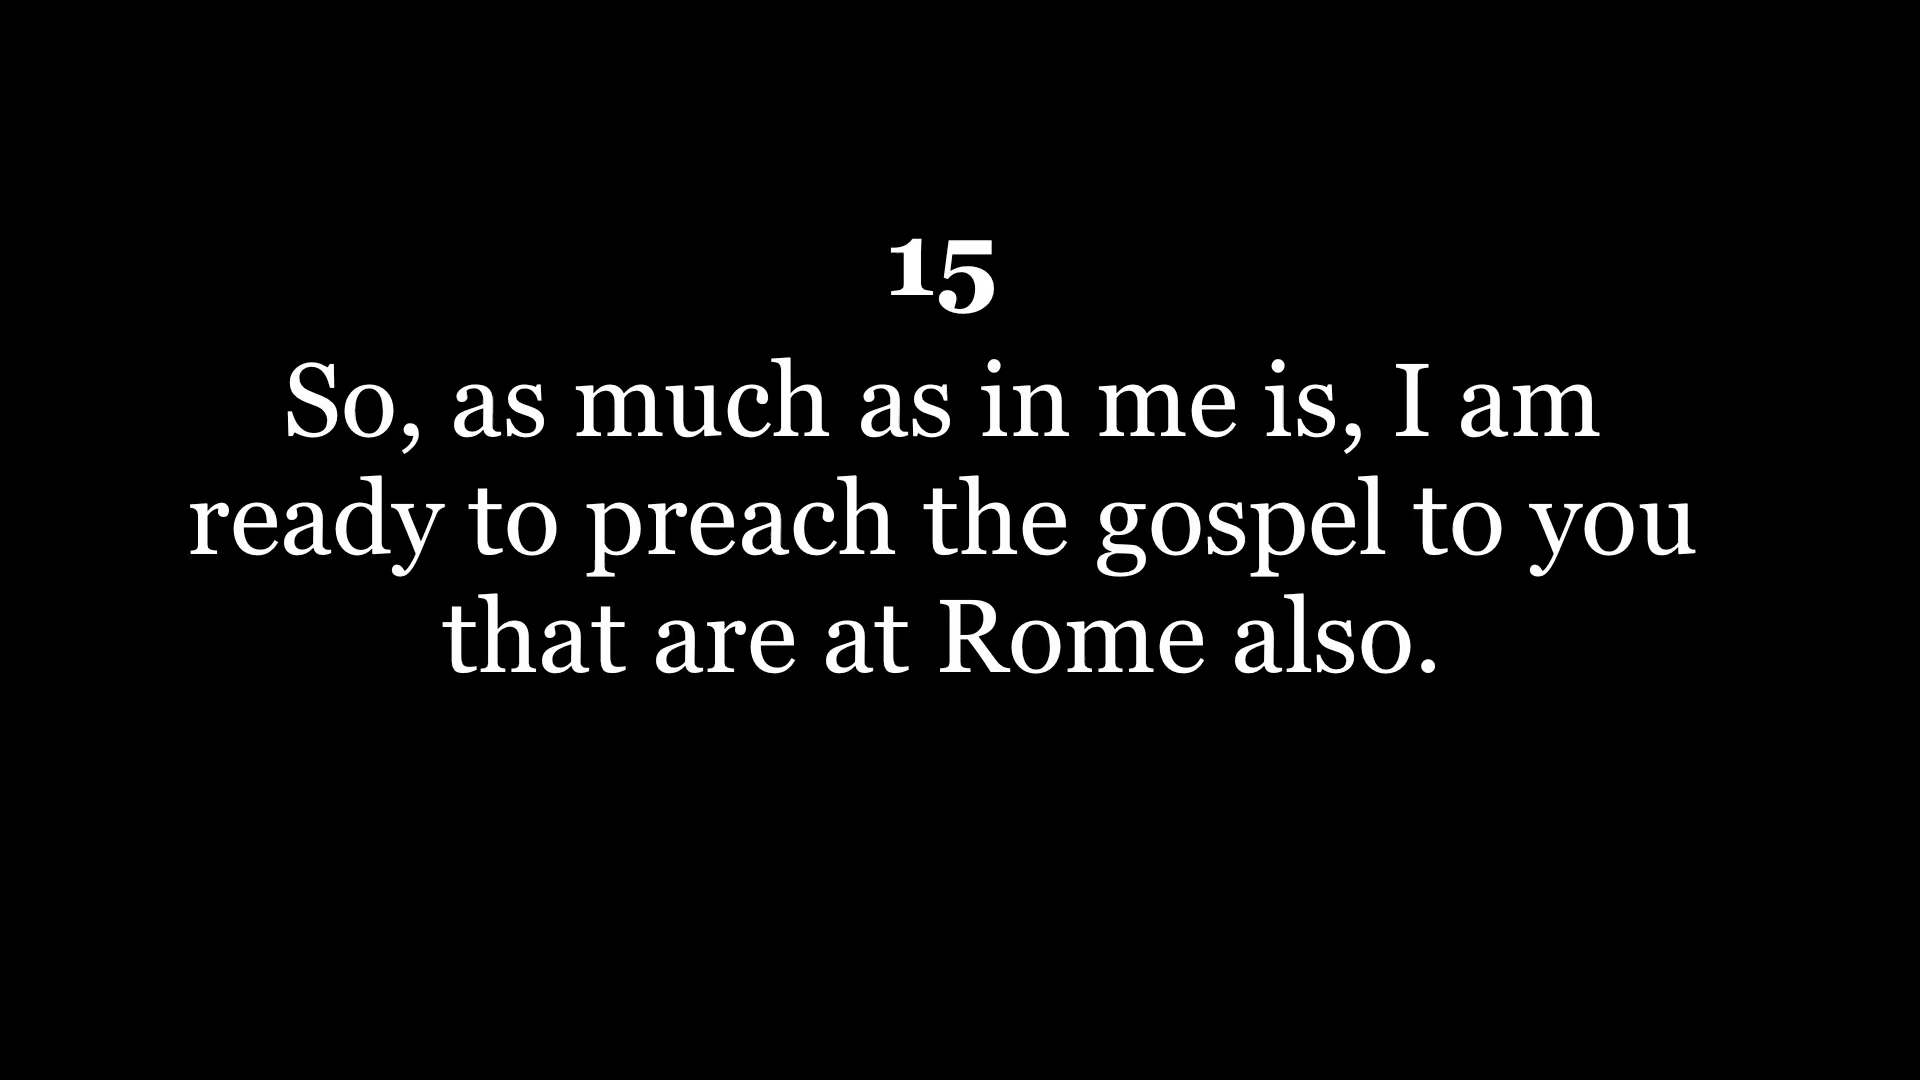 15
So, as much as in me is, I am
ready to preach the gospel to you
that are at Rome also.